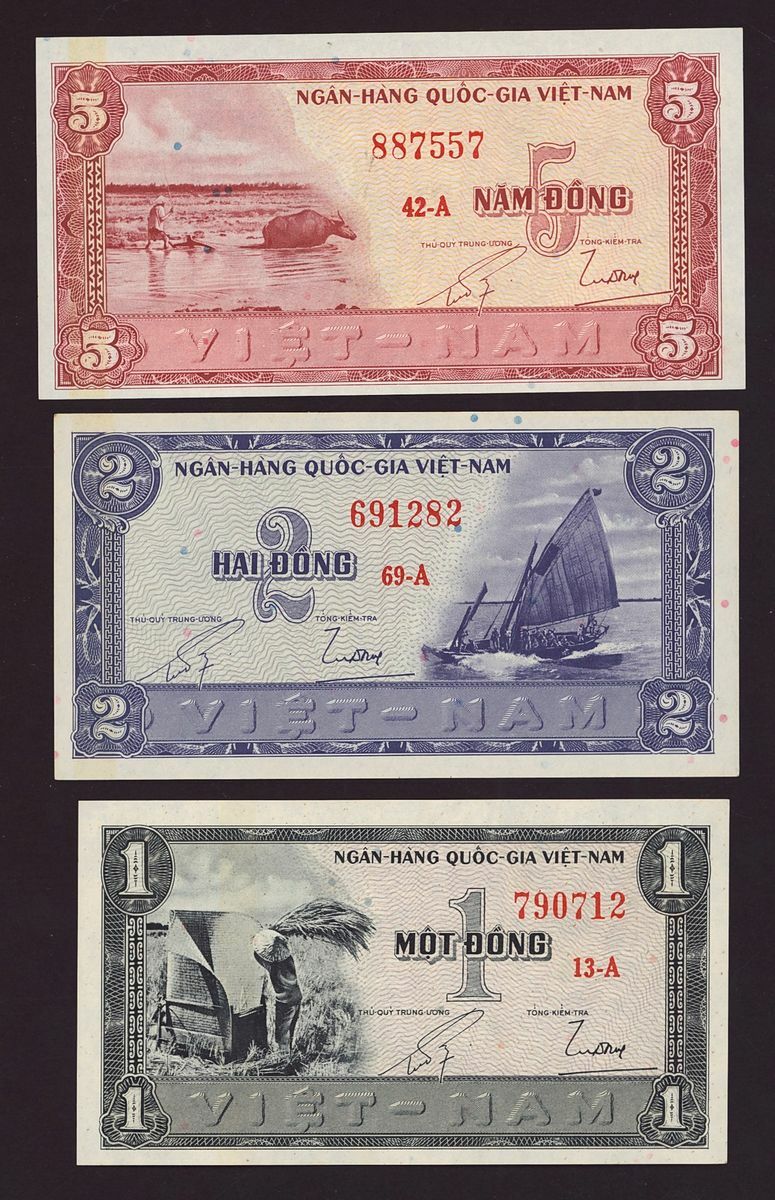 5 5
NGÂN-HÀNG QUỐC-GIA VIỆT-NAM
887557
5
42-A NĂM ĐỒNG
THỦ-QUỸ TRUNG-ƯƠNG TỔNG-KIỂM-TRA
VIỆT-NAM
5 5
2 2
NGÂN-HÀNG QUỐC-GIA VIỆT-NAM
691282
2
HAI ĐỒNG 69-A
THỦ-QUỸ TRUNG-ƯƠNG TỔNG-KIỂM-TRA
VIỆT-NAM
2 2
1 1
NGÂN-HÀNG QUỐC-GIA VIỆT-NAM
790712
1
MỘT ĐỒNG 13-A
THỦ-QUỸ TRUNG-ƯƠNG TỔNG-KIỂM-TRA
VIỆT-NAM
1 1